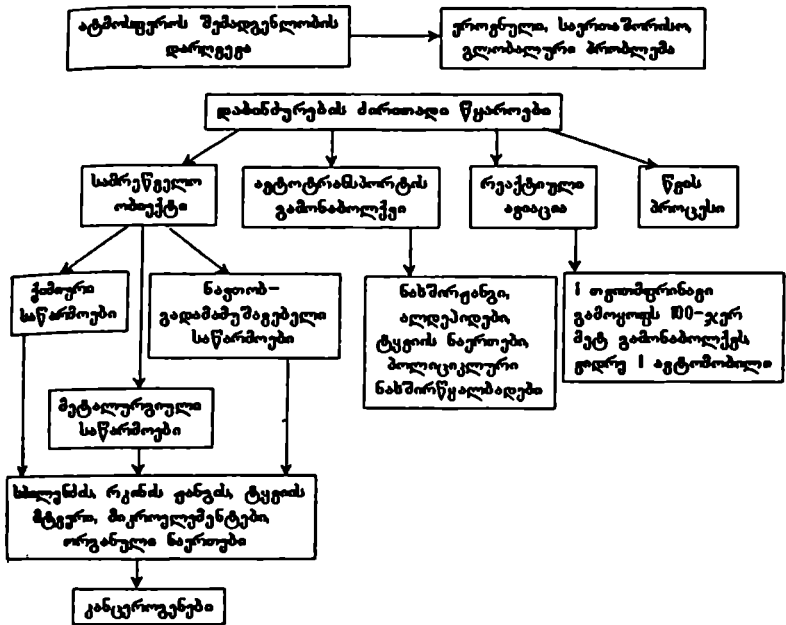 ატმოსფეროს შემადგენლობის
დარღვევა
ეროვნული, საერთაშორისო,
გლობალური პრობლემა
დაბინძურების ძირითადი წყაროები
სამრეწველო
ობიექტი
ავტოტრანსპორტის
გამონაბოლქვი
რეაქტიული
ავიაცია
წვის
პროცესი
ქიმიური
საწარმოები
ნავთობ-
გადამამუშავებელი
საწარმოები
ნახშირჟანგი,
ალდეჰიდები,
ტყვიის ნაერთები,
პოლიციკლური
ნახშირწყალბადები
1 თვითმფრინავი
გამოყოფს 100-ჯერ
მეტ გამონაბოლქვს,
ვიდრე 1 ავტომობილი
მეტალურგიული
საწარმოები
სპილენძის, რკინის ჟანგის, ტყვიის
მტვერი, მიკროელემენტები,
ორგანული ნაერთები
კანცეროგენები